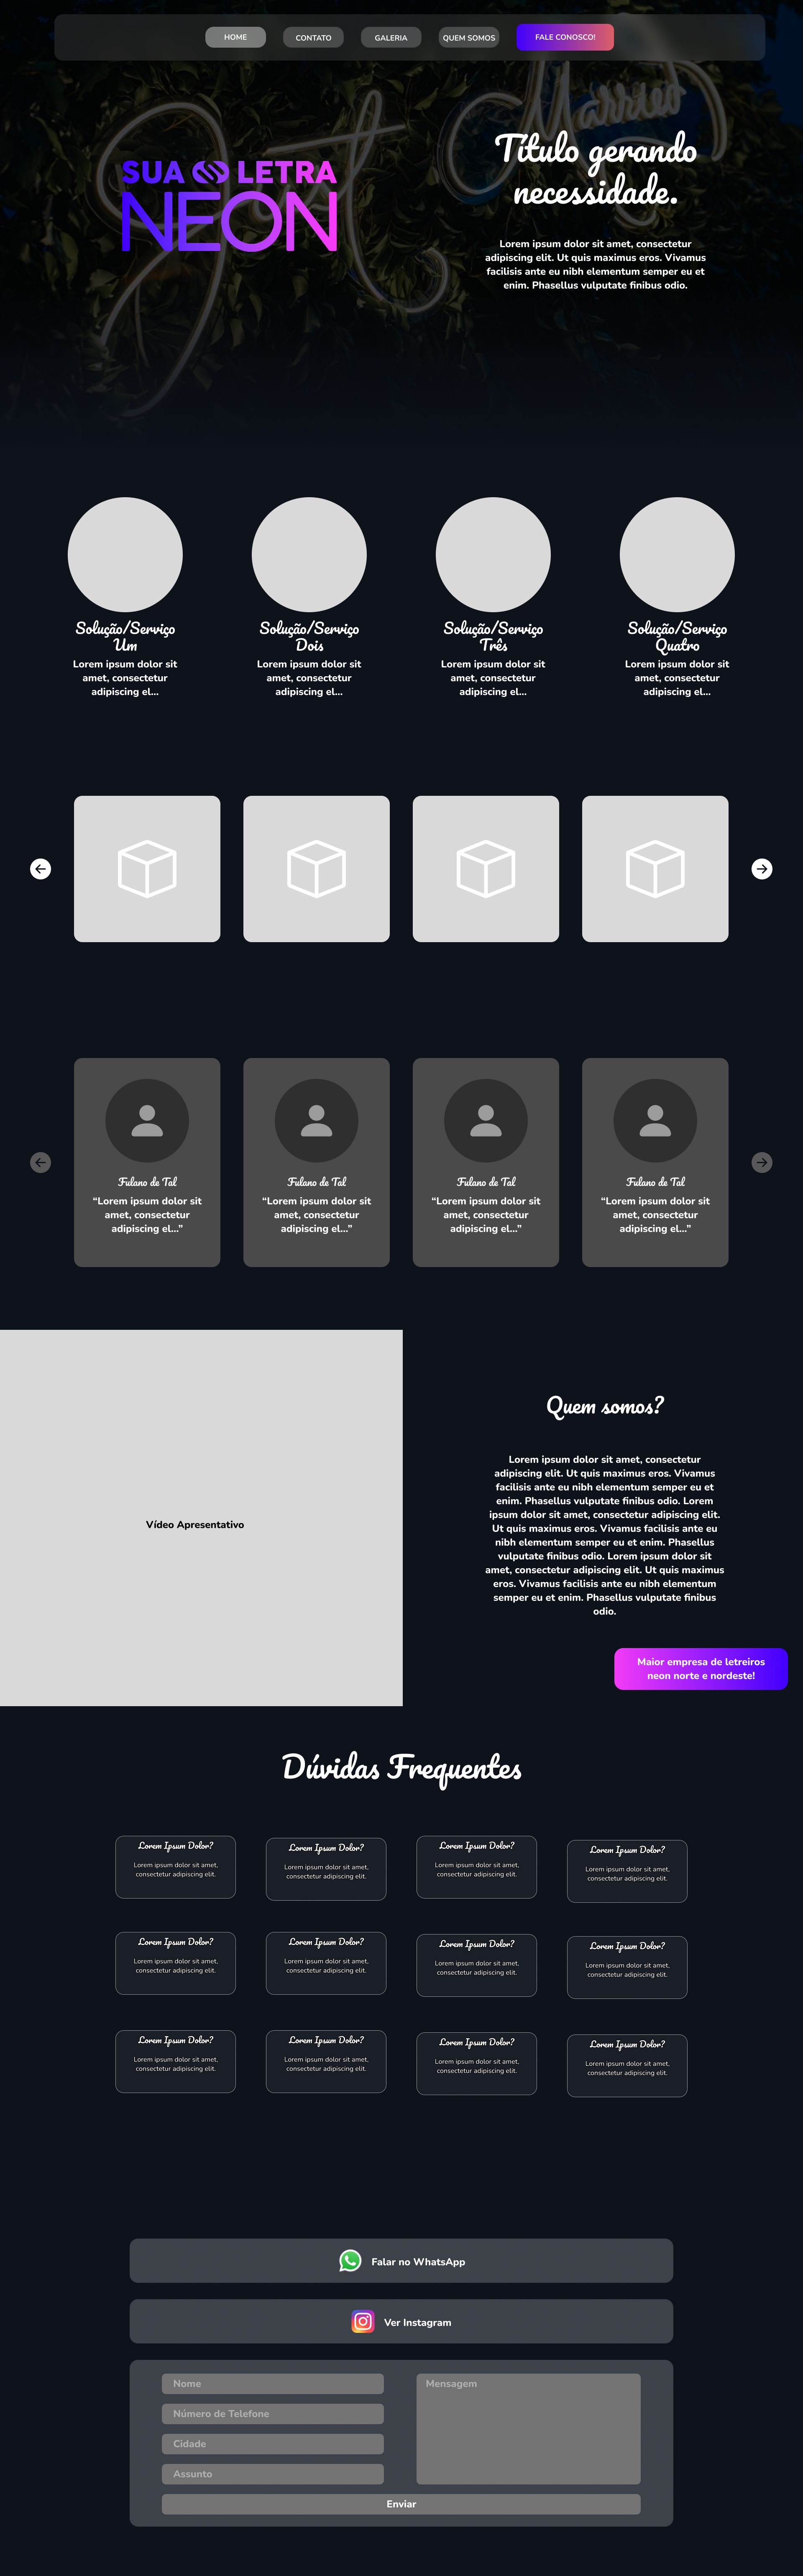 HOME
CONTATO
GALERIA
QUEM SOMOS
FALE CONOSCO!
SUA LETRA
NEON
Título gerando
necessidade.
Lorem ipsum dolor sit amet, consectetur
adipiscing elit. Ut quis maximus eros. Vivamus
facilisis ante eu nibh elementum semper eu et
enim. Phasellus vulputate finibus odio.
Solução/Serviço
Um
Lorem ipsum dolor sit
amet, consectetur
adipiscing el...
Solução/Serviço
Dois
Lorem ipsum dolor sit
amet, consectetur
adipiscing el...
Solução/Serviço
Três
Lorem ipsum dolor sit
amet, consectetur
adipiscing el...
Solução/Serviço
Quatro
Lorem ipsum dolor sit
amet, consectetur
adipiscing el...
Fulano de Tal
“Lorem ipsum dolor sit
amet, consectetur
adipiscing el...”
Fulano de Tal
“Lorem ipsum dolor sit
amet, consectetur
adipiscing el...”
Fulano de Tal
“Lorem ipsum dolor sit
amet, consectetur
adipiscing el...”
Fulano de Tal
“Lorem ipsum dolor sit
amet, consectetur
adipiscing el...”
Vídeo Apresentativo
Quem somos?
Lorem ipsum dolor sit amet, consectetur
adipiscing elit. Ut quis maximus eros. Vivamus
facilisis ante eu nibh elementum semper eu et
enim. Phasellus vulputate finibus odio. Lorem
ipsum dolor sit amet, consectetur adipiscing elit.
Ut quis maximus eros. Vivamus facilisis ante eu
nibh elementum semper eu et enim. Phasellus
vulputate finibus odio. Lorem ipsum dolor sit
amet, consectetur adipiscing elit. Ut quis maximus
eros. Vivamus facilisis ante eu nibh elementum
semper eu et enim. Phasellus vulputate finibus
odio.
Maior empresa de letreiros
neon norte e nordeste!
Dúvidas Frequentes
Lorem Ipsum Dolor?
Lorem ipsum dolor sit amet,
consectetur adipiscing elit.
Lorem Ipsum Dolor?
Lorem ipsum dolor sit amet,
consectetur adipiscing elit.
Lorem Ipsum Dolor?
Lorem ipsum dolor sit amet,
consectetur adipiscing elit.
Lorem Ipsum Dolor?
Lorem ipsum dolor sit amet,
consectetur adipiscing elit.
Lorem Ipsum Dolor?
Lorem ipsum dolor sit amet,
consectetur adipiscing elit.
Lorem Ipsum Dolor?
Lorem ipsum dolor sit amet,
consectetur adipiscing elit.
Lorem Ipsum Dolor?
Lorem ipsum dolor sit amet,
consectetur adipiscing elit.
Lorem Ipsum Dolor?
Lorem ipsum dolor sit amet,
consectetur adipiscing elit.
Lorem Ipsum Dolor?
Lorem ipsum dolor sit amet,
consectetur adipiscing elit.
Lorem Ipsum Dolor?
Lorem ipsum dolor sit amet,
consectetur adipiscing elit.
Lorem Ipsum Dolor?
Lorem ipsum dolor sit amet,
consectetur adipiscing elit.
Lorem Ipsum Dolor?
Lorem ipsum dolor sit amet,
consectetur adipiscing elit.
Falar no WhatsApp
Ver Instagram
Nome
Número de Telefone
Cidade
Assunto
Mensagem
Enviar